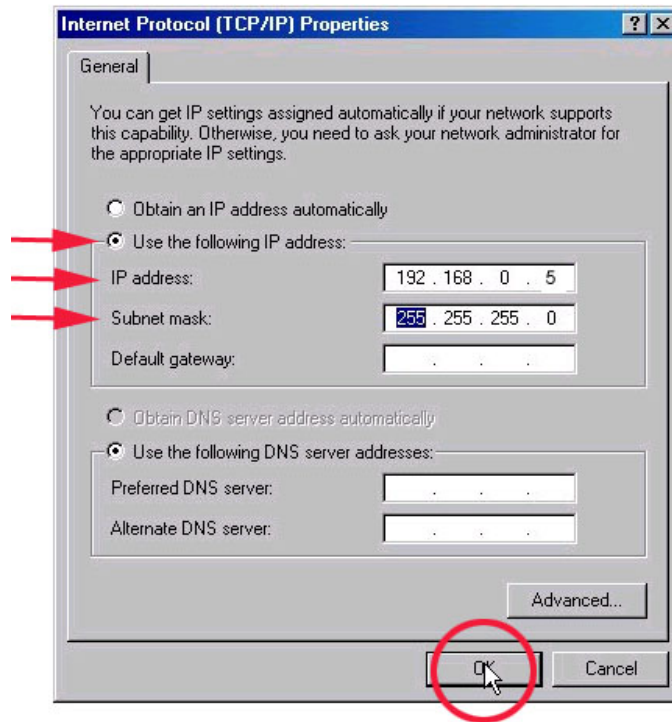 Internet Protocol (TCP/IP) Properties
General
You can get IP settings assigned automatically if your network supports
this capability. Otherwise, you need to ask your network administrator for
the appropriate IP settings.
Obtain an IP address automatically
Use the following IP address:
IP address: 192 . 168 . 0 . 5
Subnet mask: 255 . 255 . 255 . 0
Default gateway: . . .
Obtain DNS server address automatically
Use the following DNS server addresses:
Preferred DNS server: . . .
Alternate DNS server: . . .
Advanced...
OK Cancel